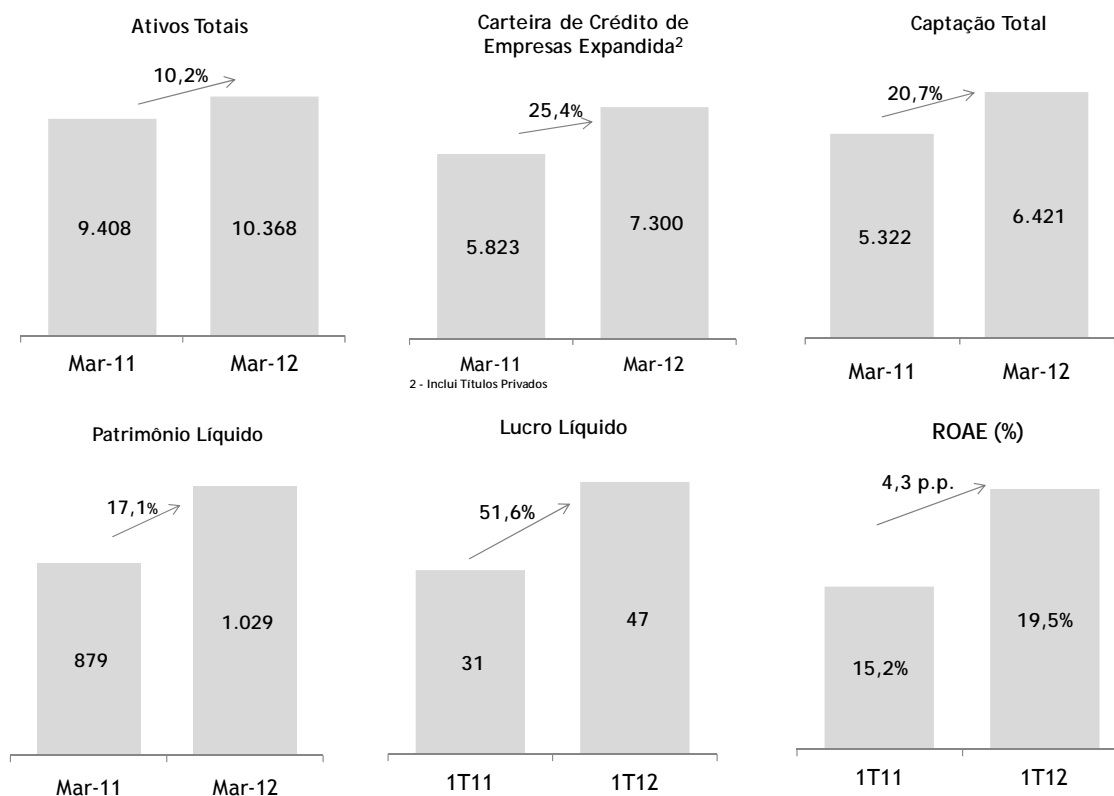 Ativos Totais
10,2%
9.408
10.368
Mar-11
Mar-12
Carteira de Crédito de
Empresas Expandida²
25,4%
5.823
7.300
Mar-11
Mar-12
2 - Inclui Títulos Privados
Captação Total
20,7%
5.322
6.421
Mar-11
Mar-12
Patrimônio Líquido
17,1%
879
1.029
Mar-11
Mar-12
Lucro Líquido
51,6%
31
47
1T11
1T12
ROAE (%)
4,3 p.p.
15,2%
19,5%
1T11
1T12